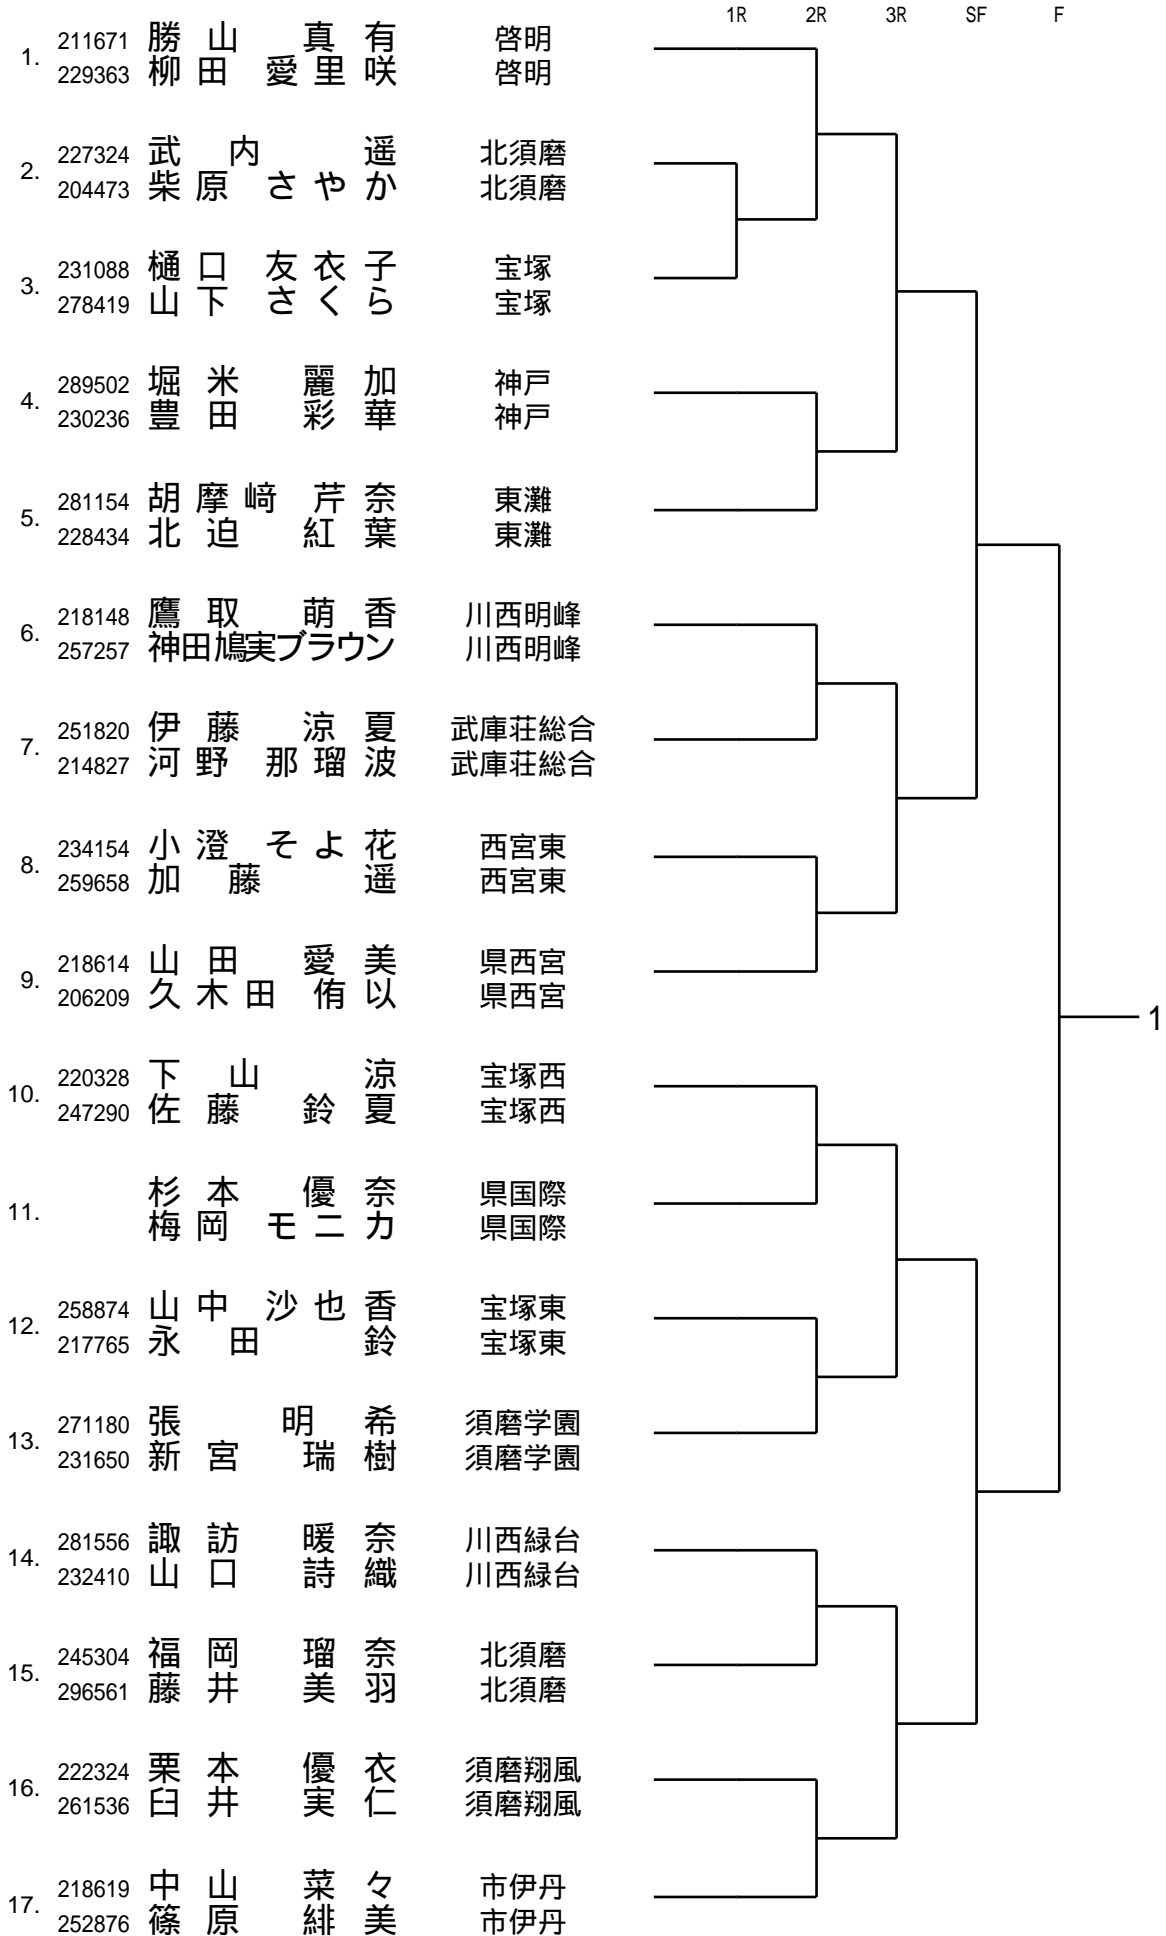 1R 2R 3R SF F
1. 211671 勝山 真有 啓明
229363 柳田 愛里咲 啓明
2. 227324 武内 遥 北須磨
204473 柴原 さやか 北須磨
3. 231088 樋口 友衣子 宝塚
278419 山下 さくら 宝塚
4. 289502 堀米 麗加 神戸
230236 豊田 彩華 神戸
5. 281154 胡摩﨑 芹奈 東灘
228434 北迫 紅葉 東灘
6. 218148 鷹取 萌香 川西明峰
257257 神田鳩実ブラウン 川西明峰
7. 251820 伊藤 涼夏 武庫荘総合
214827 河野 那瑠波 武庫荘総合
8. 234154 小澄 そよ花 西宮東
259658 加藤 遥 西宮東
9. 218614 山田 愛美 県西宮
206209 久木田 侑以 県西宮
1
10. 220328 下山 涼 宝塚西
247290 佐藤 鈴夏 宝塚西
11. 杉本 優奈 県国際
梅岡 モニカ 県国際
12. 258874 山中 沙也香 宝塚東
217765 永田 鈴 宝塚東
13. 271180 張 明希 須磨学園
231650 新宮 瑞樹 須磨学園
14. 281556 諏訪 暖奈 川西緑台
232410 山口 詩織 川西緑台
15. 245304 福岡 瑠奈 北須磨
296561 藤井 美羽 北須磨
16. 222324 栗本 優衣 須磨翔風
261536 臼井 実仁 須磨翔風
17. 218619 中山 菜々 市伊丹
252876 篠原 緋美 市伊丹